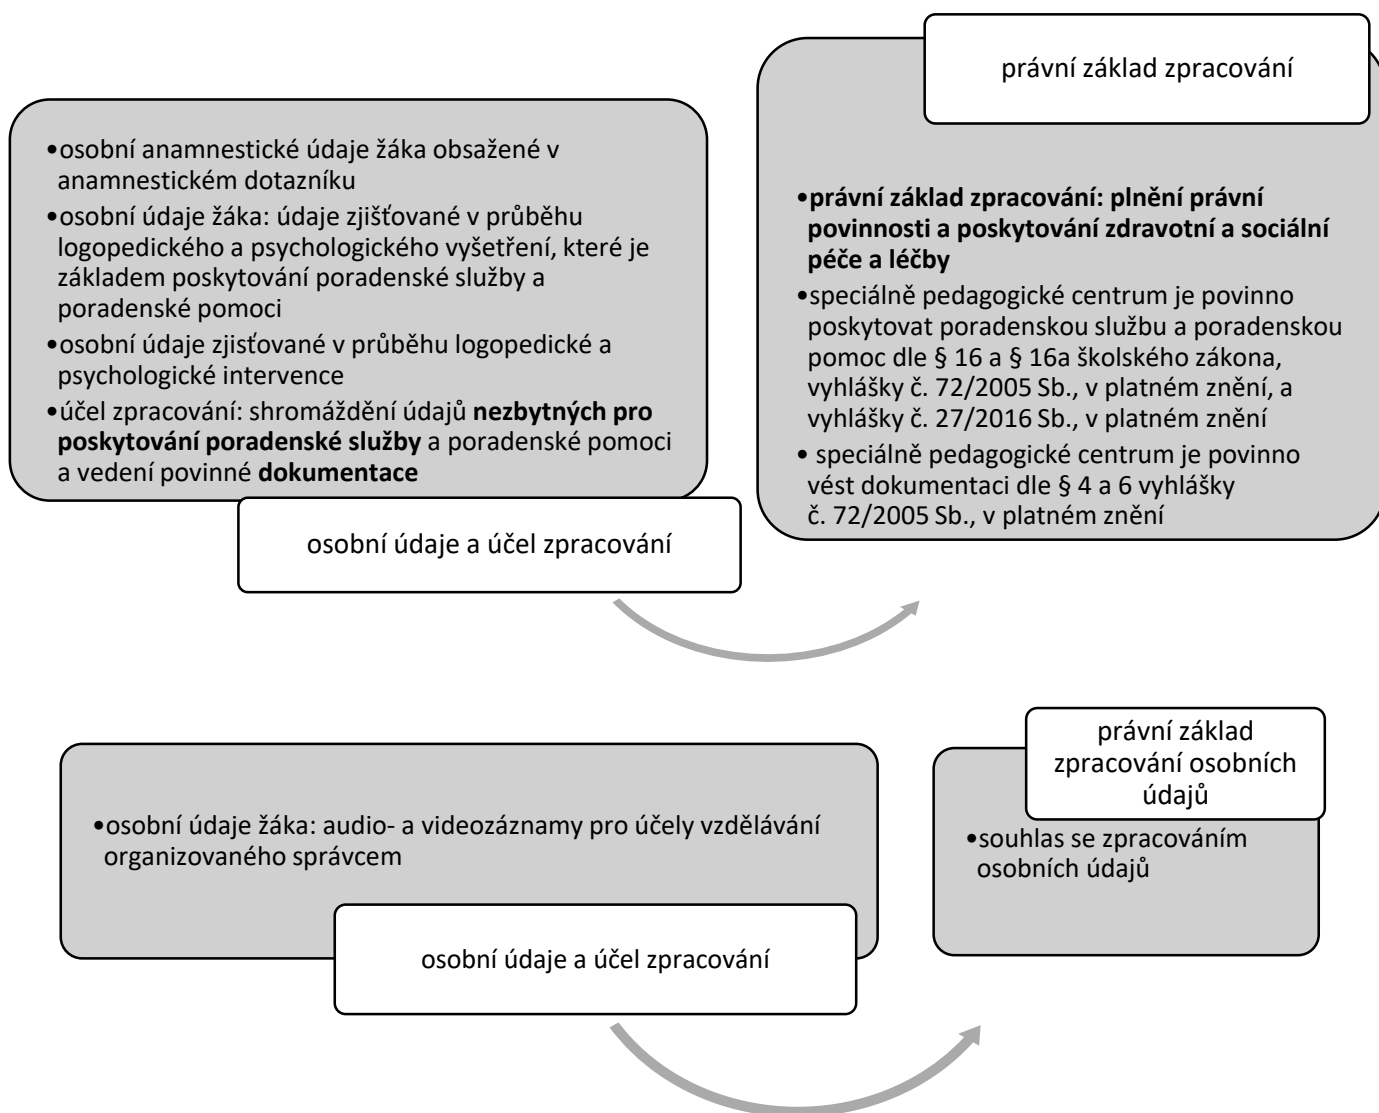 •osobní anamnestické údaje žáka obsažené v
anamnestickém dotazníku
•osobní údaje žáka: údaje zjišťované v průběhu
logopedického a psychologického vyšetření, které je
základem poskytování poradenské služby a
poradenské pomoci
•osobní údaje zjisťované v průběhu logopedické a
psychologické intervence
•účel zpracování: shromáždění údajů nezbytných pro
poskytování poradenské služby a poradenské pomoci
a vedení povinné dokumentace
osobní údaje a účel zpracování
právní základ zpracování
•právní základ zpracování: plnění právní
povinnosti a poskytování zdravotní a sociální
péče a léčby
•speciálně pedagogické centrum je povinno
poskytovat poradenskou službu a poradenskou
pomoc dle § 16 a § 16a školského zákona,
vyhlášky č. 72/2005 Sb., v platném znění, a
vyhlášky č. 27/2016 Sb., v platném znění
• speciálně pedagogické centrum je povinno
vést dokumentaci dle § 4 a 6 vyhlášky
č. 72/2005 Sb., v platném znění
•osobní údaje žáka: audio- a videozáznamy pro účely vzdělávání
organizovaného správcem
osobní údaje a účel zpracování
právní základ
zpracování osobních
údajů
•souhlas se zpracováním
osobních údajů